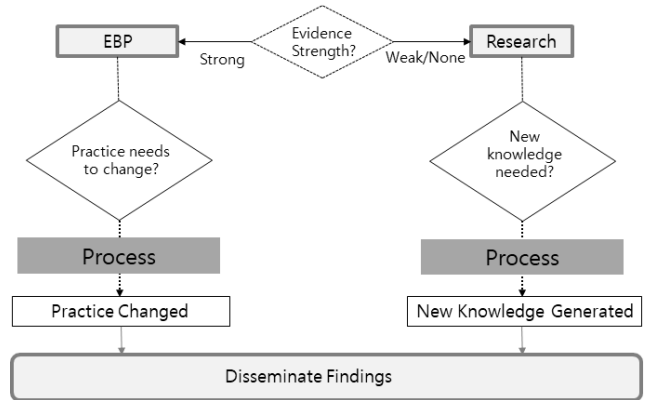 EBP
Evidence
Strength?
Research
Strong
Weak/None
Practice needs
to change?
New
knowledge
needed?
Process
Process
Practice Changed
New Knowledge Generated
Disseminate Findings